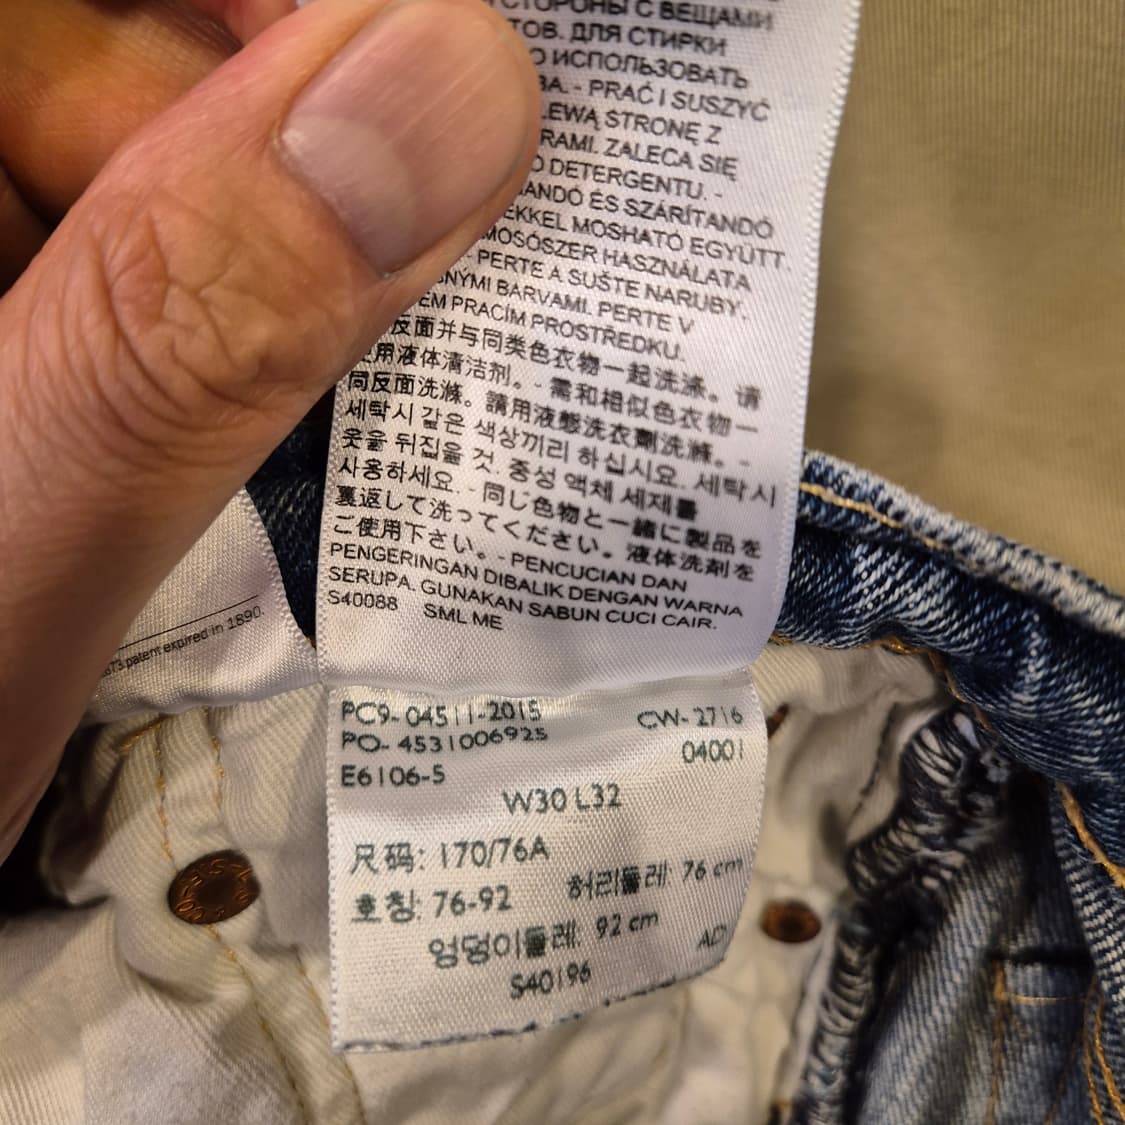 СТОРОНЫ С ВЕЩАМИ
ТОВ. ДЛЯ СТИРКИ
О ИСПОЛЬЗОВАТЬ
ВА. - PRAĆ I SUSZYĆ
LEWĄ STRONĘ Z
RAMI. ZALECA SIĘ
O DETERGENTU. -
ANDÓ ÉS SZÁRÍTANDÓ
EKKEL MOSHATÓ EGYÜTT.
MOSÓSZER HASZNÁLATA
- PERTE A SUŠTE NARUBY.
NÝMI BARVAMI. PERTE V
EM PRACÍM PROSTŘEDKU.
反面并与同类色衣物一起洗涤。请
用液体清洁剂。- 需和相似色衣物一
同反面洗滌。請用液態洗衣劑洗滌。-
세탁시 같은 색상끼리 하십시요. 세탁시
옷을 뒤집을 것. 중성 액체 세제를
사용하세요. - 同じ色物と一緒に製品を
裏返して洗ってください。液体洗剤を
ご使用下さい。- PENCUCIAN DAN
PENGERINGAN DIBALIK DENGAN WARNA
SERUPA. GUNAKAN SABUN CUCI CAIR.
S40088 SML ME
873.patent expired in 1890.
PC9- 04511-2015 CW- 2716
PO- 4531006925 04001
E6106-5
W30 L32
尺码: 170/76A
호칭: 76-92 허리둘레: 76 cm
엉덩이둘레: 92 cm
AD
S40196